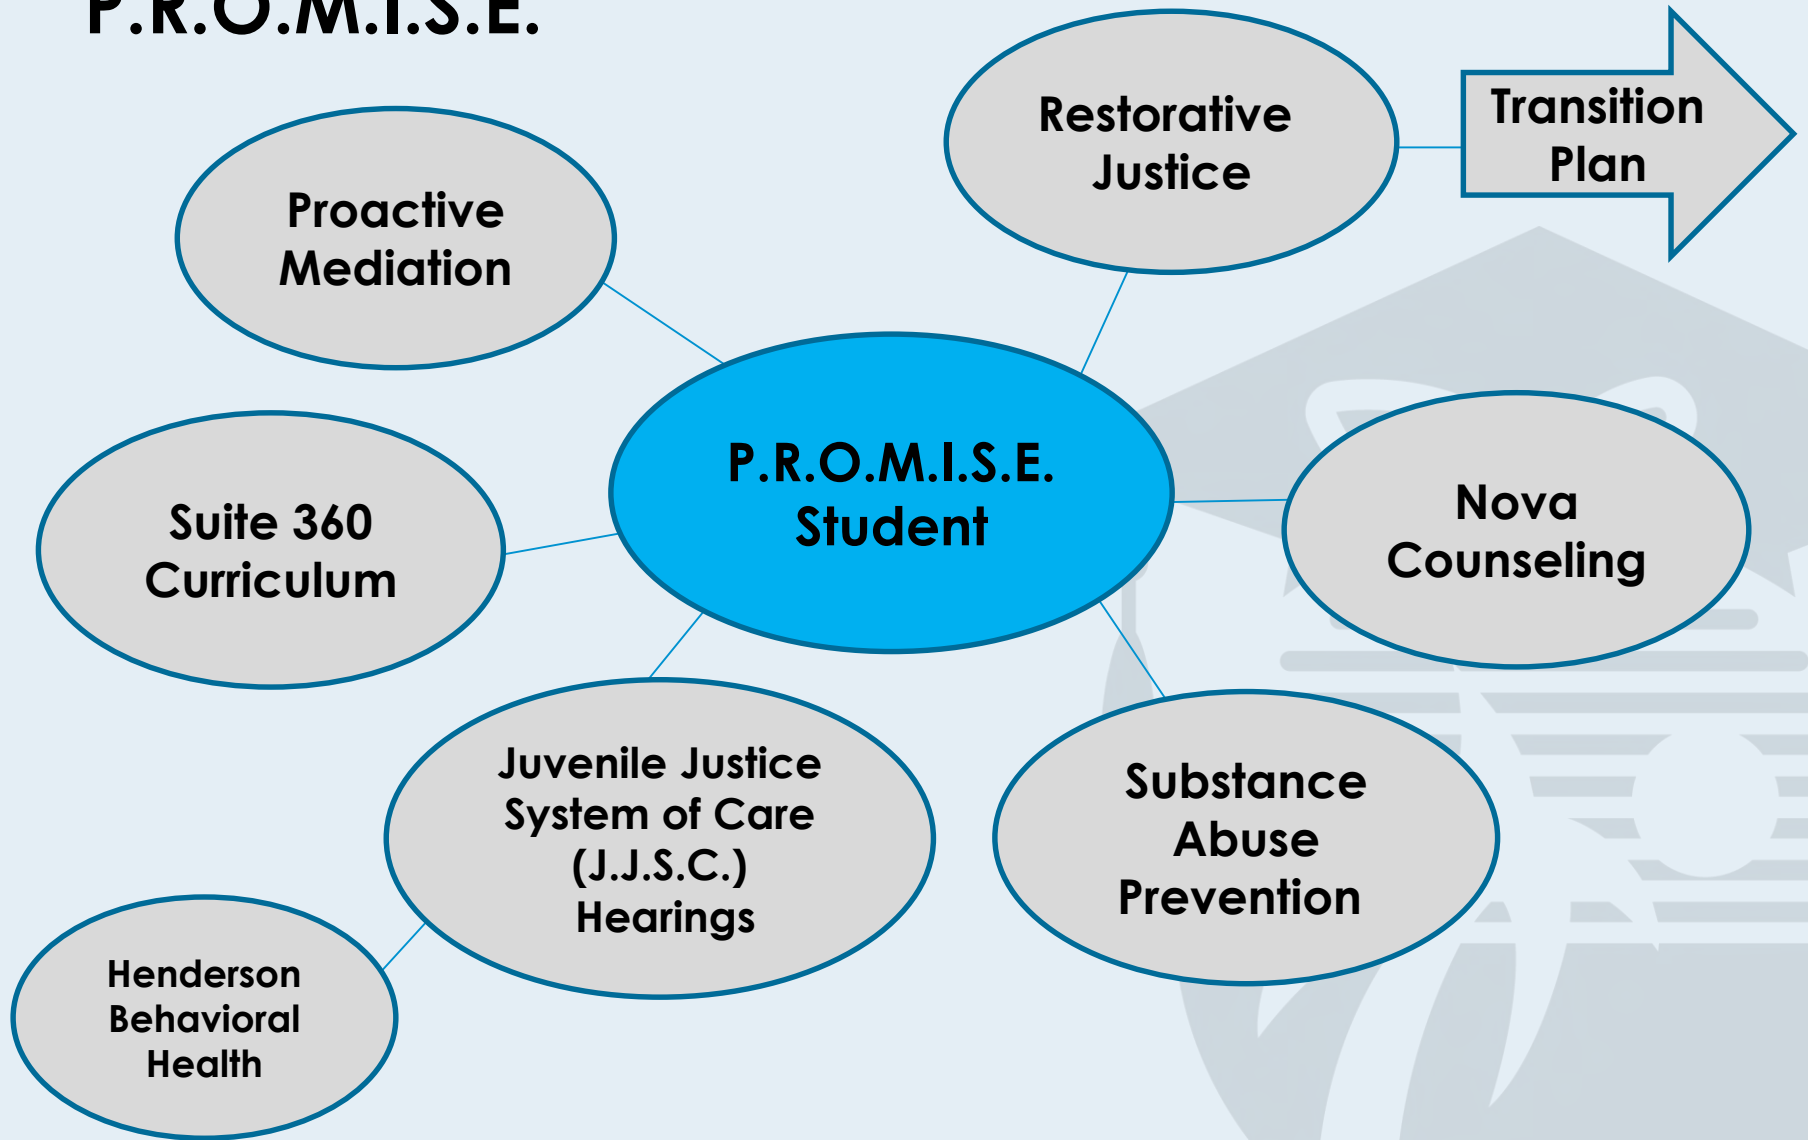 P.R.O.M.I.S.E.
Restorative
Justice
Transition
Plan
Proactive
Mediation
P.R.O.M.I.S.E.
Student
Suite 360
Curriculum
Nova
Counseling
Juvenile Justice
System of Care
(J.J.S.C.)
Hearings
Substance
Abuse
Prevention
Henderson
Behavioral
Health